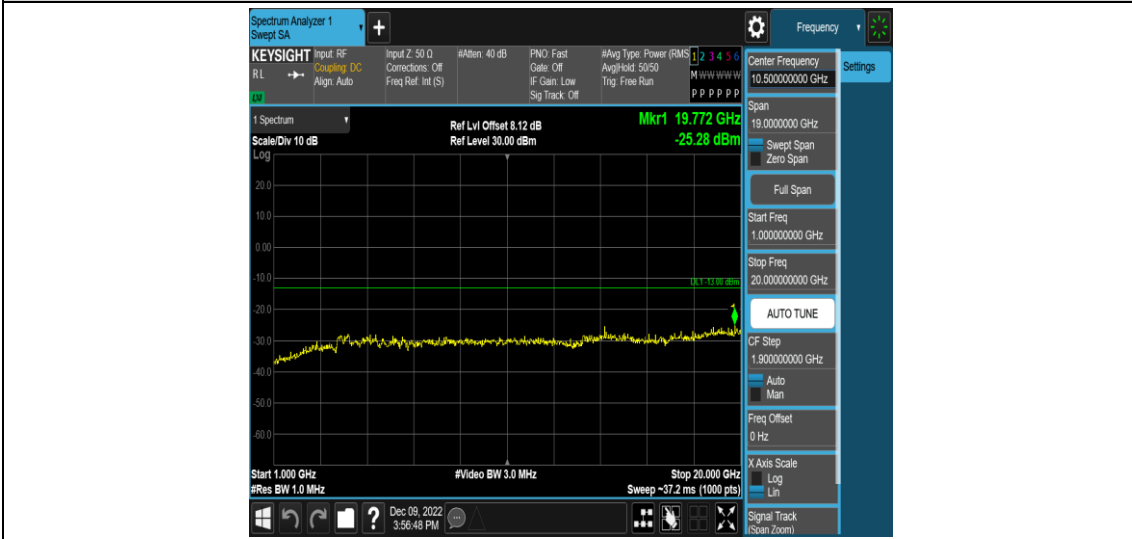 Spectrum Analyzer 1
Swept SA
+
Frequency
KEYSIGHT
RL
LXI
Input: RF
Coupling: DC
Align: Auto
Input Z: 50 Ω
Corrections: Off
Freq Ref: Int (S)
#Atten: 40 dB
PNO: Fast
Gate: Off
IF Gain: Low
Sig Track: Off
#Avg Type: Power (RMS
Avg|Hold: 50/50
Trig: Free Run
1 2 3 4 5 6
M W W W W W
P P P P P P
1 Spectrum
Scale/Div 10 dB
Log
Ref Lvl Offset 8.12 dB
Ref Level 30.00 dBm
Mkr1 19.772 GHz
-25.28 dBm
20.0
10.0
0.00
-10.0
DL1 -13.00 dBm
-20.0
1
-30.0
-40.0
-50.0
-60.0
Start 1.000 GHz
#Res BW 1.0 MHz
#Video BW 3.0 MHz
Stop 20.000 GHz
Sweep ~37.2 ms (1000 pts)
?
Dec 09, 2022
3:56:48 PM
Center Frequency
10.500000000 GHz
Settings
Span
19.0000000 GHz
Swept Span
Zero Span
Full Span
Start Freq
1.000000000 GHz
Stop Freq
20.000000000 GHz
AUTO TUNE
CF Step
1.900000000 GHz
Auto
Man
Freq Offset
0 Hz
X Axis Scale
Log
Lin
Signal Track
(Span Zoom)